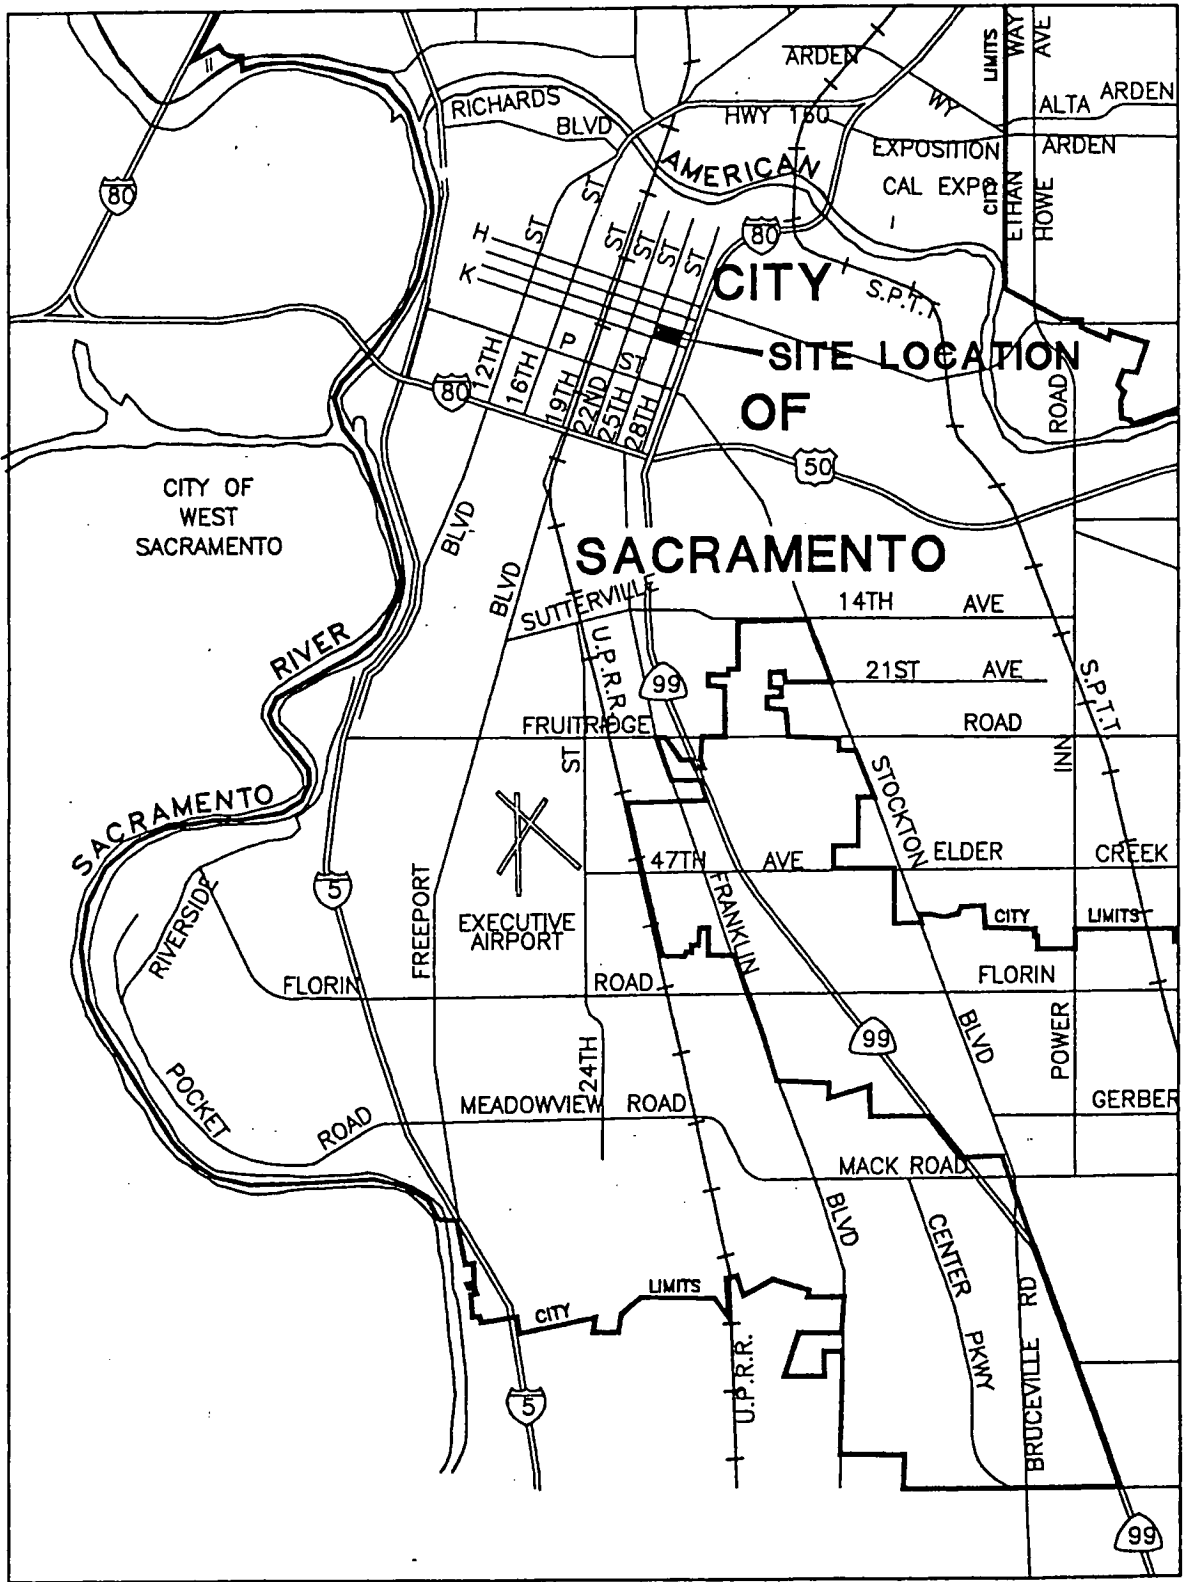 ARDEN
LIMITS
WAY
AVE
WY
ALTA ARDEN
RICHARDS
BLVD
HWY 160
EXPOSITION
ARDEN
AMERICAN
CAL EXPO
CITY
ETHAN
HOWE
80
80
ST
ST
ST
ST
ST
ST
H
K
CITY
S.P.T.T
SITE LOCATION
P
ST
12TH
16TH
19TH
22ND
25TH
28TH
80
OF
ROAD
50
CITY OF
WEST
SACRAMENTO
BLVD
SACRAMENTO
BLVD
SUTTERVILLE
14TH AVE
RIVER
U.P.R.R.
99
21ST AVE
S.P.T.T
FRUITRIDGE
ROAD
ST
INN
STOCKTON
SACRAMENTO
47TH AVE
ELDER CREEK
5
FREEPORT
FRANKLIN
RIVERSIDE
EXECUTIVE
AIRPORT
CITY LIMITS
FLORIN
ROAD
FLORIN
99
BLVD
POWER
24TH
POCKET
ROAD
MEADOWVIEW ROAD
GERBER
MACK ROAD
BLVD
CENTER
PKWY
BRUCEVILLE RD
CITY
LIMITS
U.P.R.R.
5
99